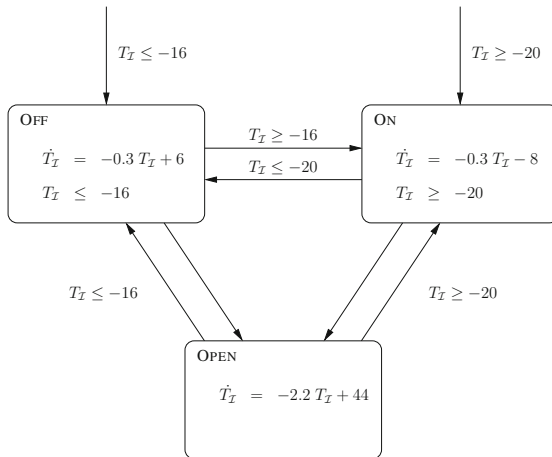 T_I ≤ −16
T_I ≥ −20
OFF
Ṫ_I = −0.3 T_I + 6
T_I ≤ −16
T_I ≥ −16
T_I ≤ −20
ON
Ṫ_I = −0.3 T_I − 8
T_I ≥ −20
T_I ≤ −16
T_I ≥ −20
OPEN
Ṫ_I = −2.2 T_I + 44